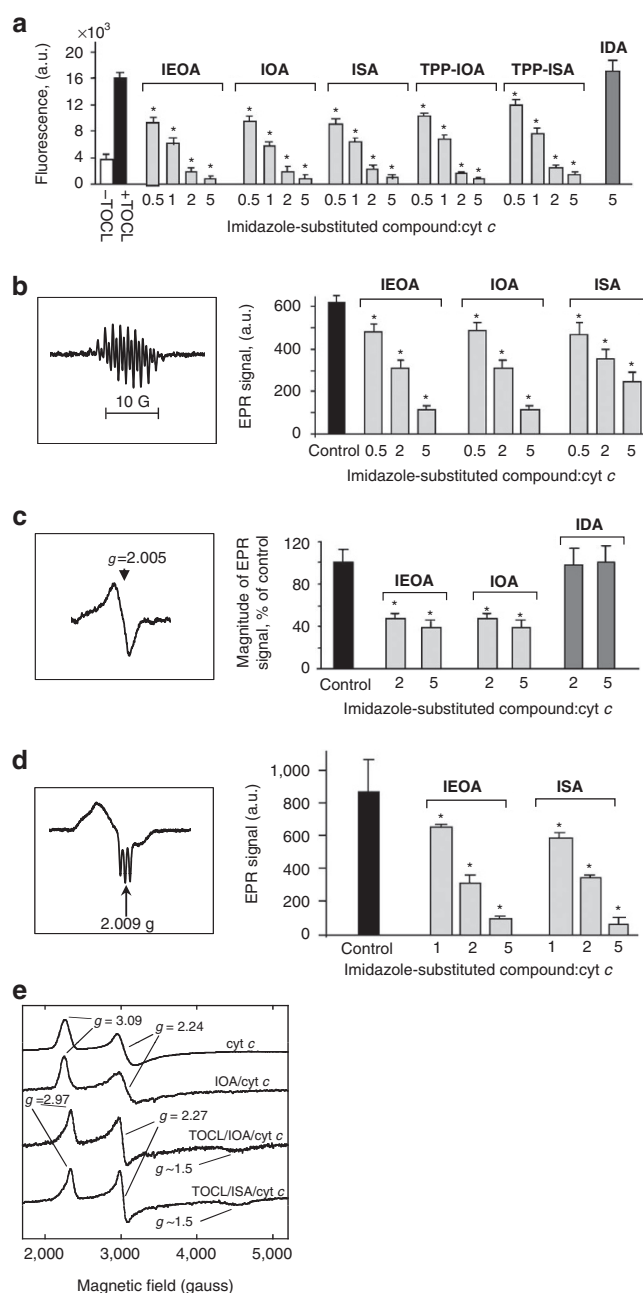 a
×10³
Fluorescence, (a.u.)
20
16
12
8
4
0
IEOA IOA ISA TPP-IOA TPP-ISA IDA
* * * * * * * * * * * * * * * * * * * *
–TOCL +TOCL 0.5 1 2 5 0.5 1 2 5 0.5 1 2 5 0.5 1 2 5 0.5 1 2 5 5
Imidazole-substituted compound:cyt c
b
10 G
EPR signal, (a.u.)
600
400
200
0
IEOA IOA ISA
* * * * * * * * *
Control 0.5 2 5 0.5 2 5 0.5 2 5
Imidazole-substituted compound:cyt c
c
g=2.005
Magnitude of EPR
signal, % of control
120
80
40
0
IEOA IOA IDA
* * * *
Control 2 5 2 5 2 5
Imidazole-substituted compound:cyt c
d
2.009 g
EPR signal (a.u.)
1,000
800
600
400
200
0
IEOA ISA
* * * * * *
Control 1 2 5 1 2 5
Imidazole-substituted compound:cyt c
e
g = 3.09
g = 2.24
cyt c
IOA/cyt c
g=2.97
g = 2.27
TOCL/IOA/cyt c
g~1.5
TOCL/ISA/cyt c
g~1.5
2,000 3,000 4,000 5,000
Magnetic field (gauss)